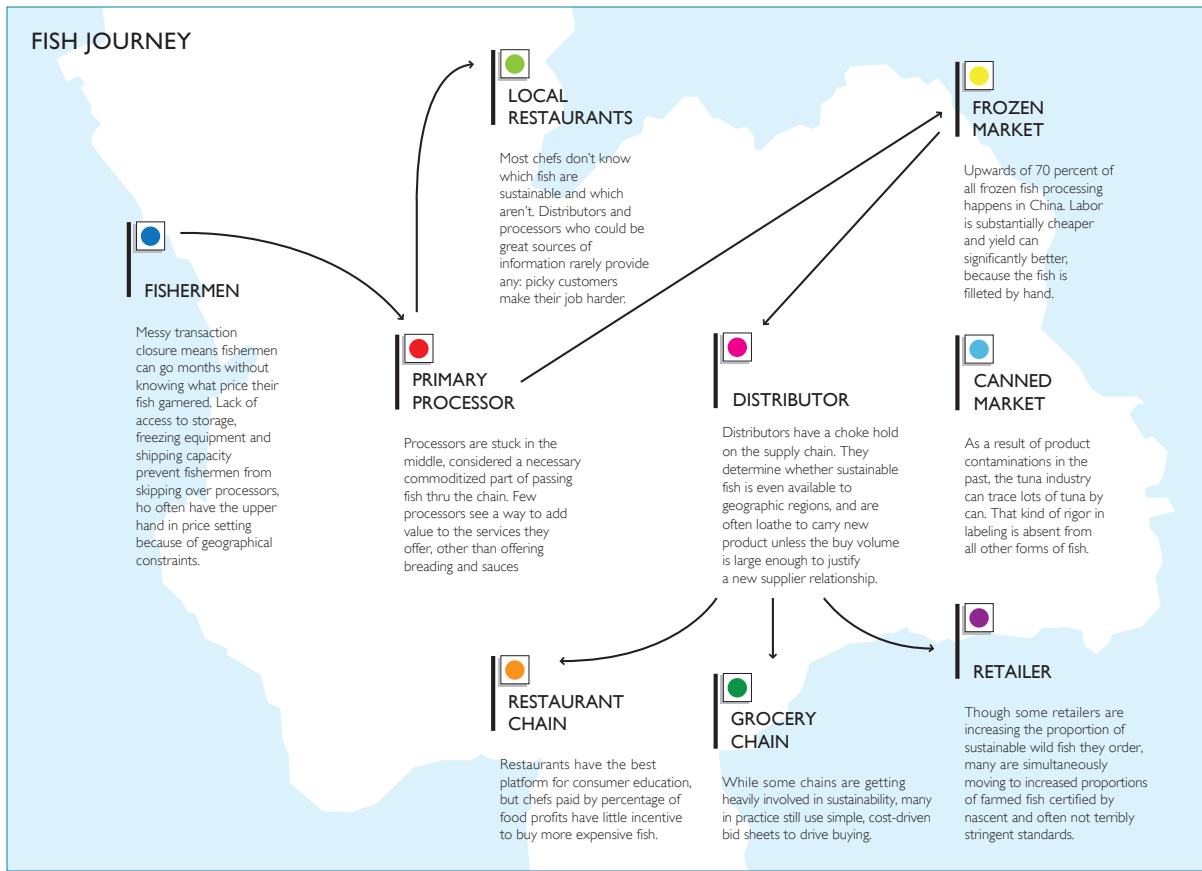 FISH JOURNEY
LOCAL
RESTAURANTS
Most chefs don't know
which fish are
sustainable and which
aren't. Distributors and
processors who could be
great sources of
information rarely provide
any: picky customers
make their job harder.
FROZEN
MARKET
Upwards of 70 percent of
all frozen fish processing
happens in China. Labor
is substantially cheaper
and yield can
significantly better,
because the fish is
filleted by hand.
FISHERMEN
Messy transaction
closure means fishermen
can go months without
knowing what price their
fish garnered. Lack of
access to storage,
freezing equipment and
shipping capacity
prevent fishermen from
skipping over processors,
ho often have the upper
hand in price setting
because of geographical
constraints.
PRIMARY
PROCESSOR
Processors are stuck in the
middle, considered a necessary
commoditized part of passing
fish thru the chain. Few
processors see a way to add
value to the services they
offer, other than offering
breading and sauces
DISTRIBUTOR
Distributors have a choke hold
on the supply chain. They
determine whether sustainable
fish is even available to
geographic regions, and are
often loathe to carry new
product unless the buy volume
is large enough to justify
a new supplier relationship.
CANNED
MARKET
As a result of product
contaminations in the
past, the tuna industry
can trace lots of tuna by
can. That kind of rigor in
labeling is absent from
all other forms of fish.
RESTAURANT
CHAIN
Restaurants have the best
platform for consumer education,
but chefs paid by percentage of
food profits have little incentive
to buy more expensive fish.
GROCERY
CHAIN
While some chains are getting
heavily involved in sustainability, many
in practice still use simple, cost-driven
bid sheets to drive buying.
RETAILER
Though some retailers are
increasing the proportion of
sustainable wild fish they order,
many are simultaneously
moving to increased proportions
of farmed fish certified by
nascent and often not terribly
stringent standards.